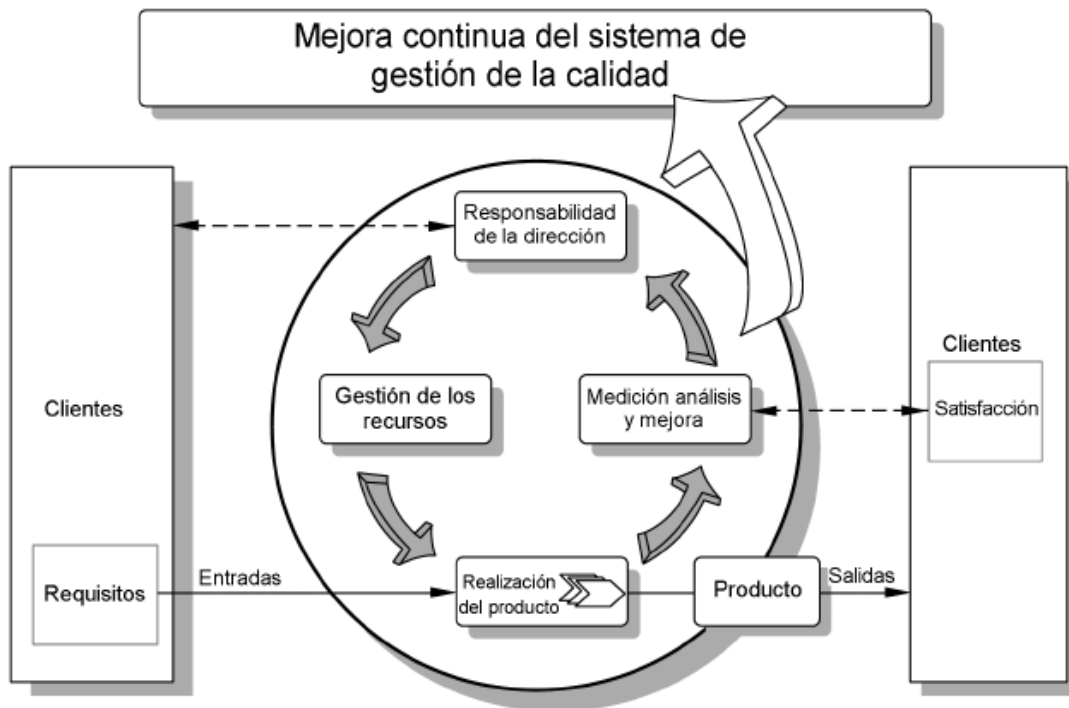 Mejora continua del sistema de
gestión de la calidad
Responsabilidad
de la dirección
Clientes
Gestión de los
recursos
Medición análisis
y mejora
Clientes
Satisfacción
Requisitos
Entradas
Realización
del producto
Producto
Salidas